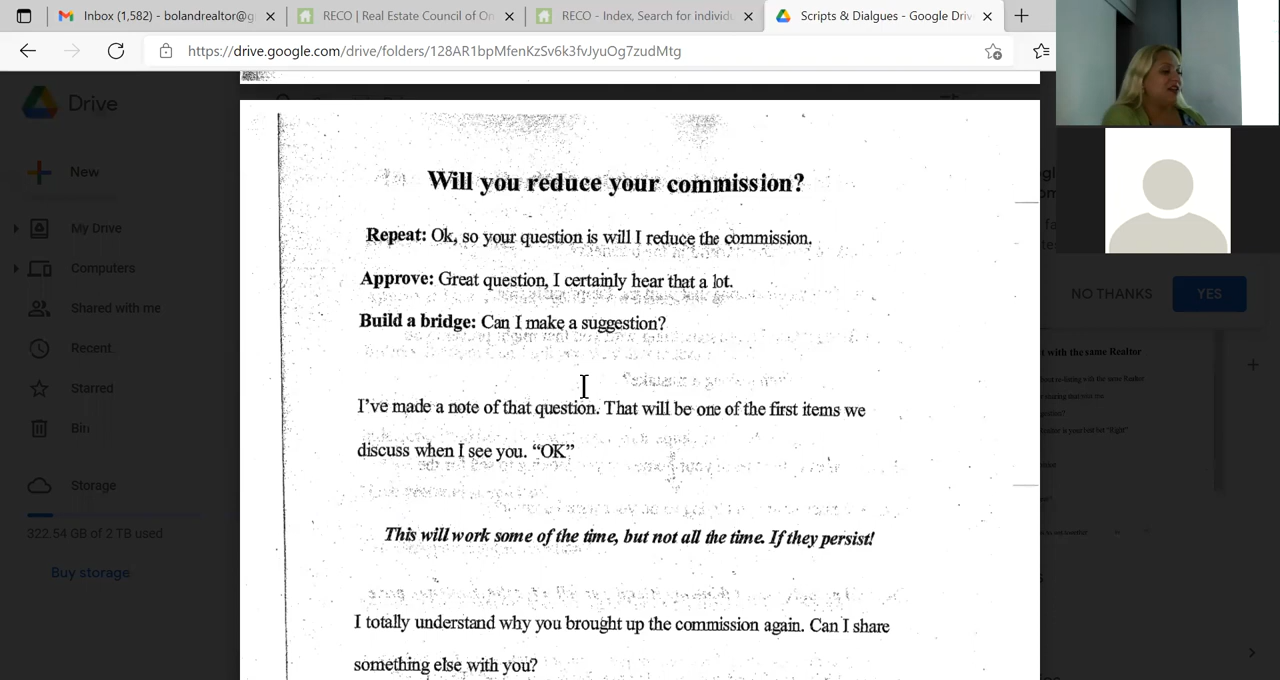 Inbox (1,582) - bolandrealtor@g
RECO | Real Estate Council of On
RECO - Index, Search for individu
Scripts & Dialgues - Google Driv
https://drive.google.com/drive/folders/128AR1bpMfenKzSv6k3fvJyuOg7zudMtg
Drive
New
My Drive
Computers
Shared with me
Recent
Starred
Bin
Storage
322.54 GB of 2 TB used
Buy storage
Will you reduce your commission?
Repeat: Ok, so your question is will I reduce the commission.
Approve: Great question, I certainly hear that a lot.
Build a bridge: Can I make a suggestion?
I've made a note of that question. That will be one of the first items we
discuss when I see you. “OK”
This will work some of the time, but not all the time. If they persist!
I totally understand why you brought up the commission again. Can I share
something else with you?
NO THANKS
YES
t with the same Realtor